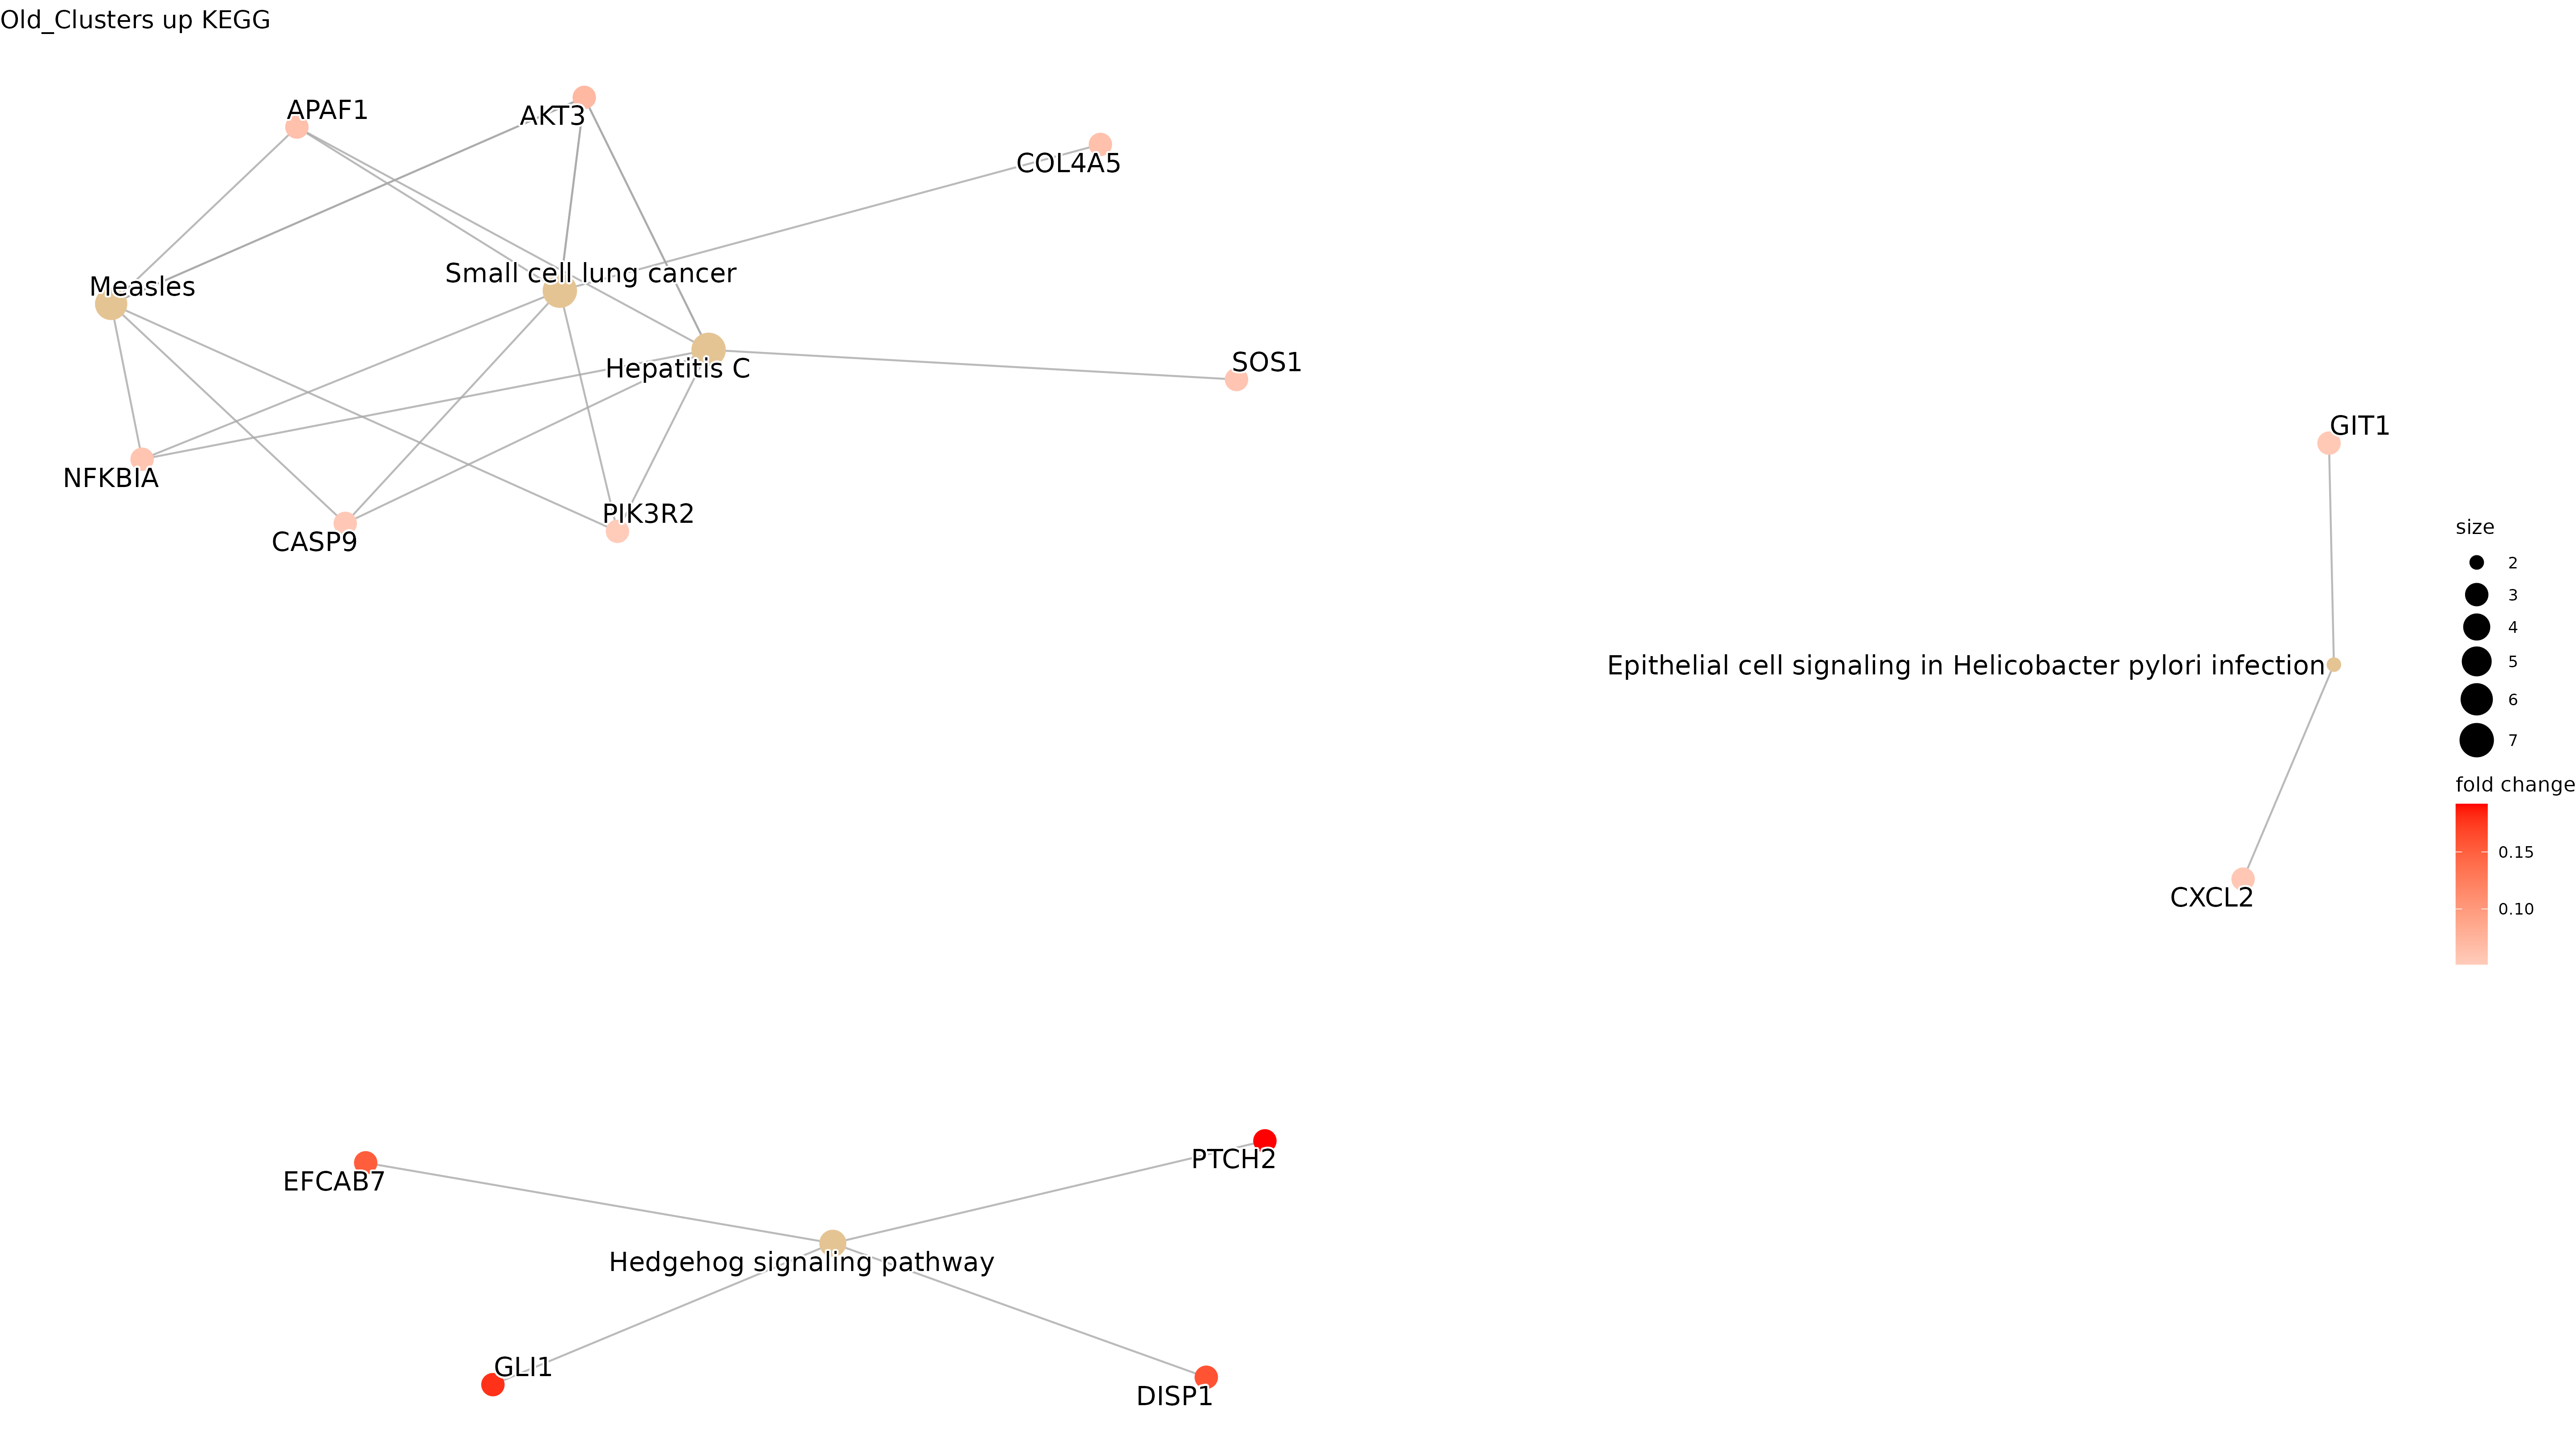 Old_Clusters up KEGG
APAF1
AKT3
COL4A5
Small cell lung cancer
Measles
Hepatitis C
SOS1
NFKBIA
PIK3R2
CASP9
GIT1
Epithelial cell signaling in Helicobacter pylori infection
CXCL2
size
2
3
4
5
6
7
fold change
0.15
0.10
PTCH2
EFCAB7
Hedgehog signaling pathway
GLI1
DISP1